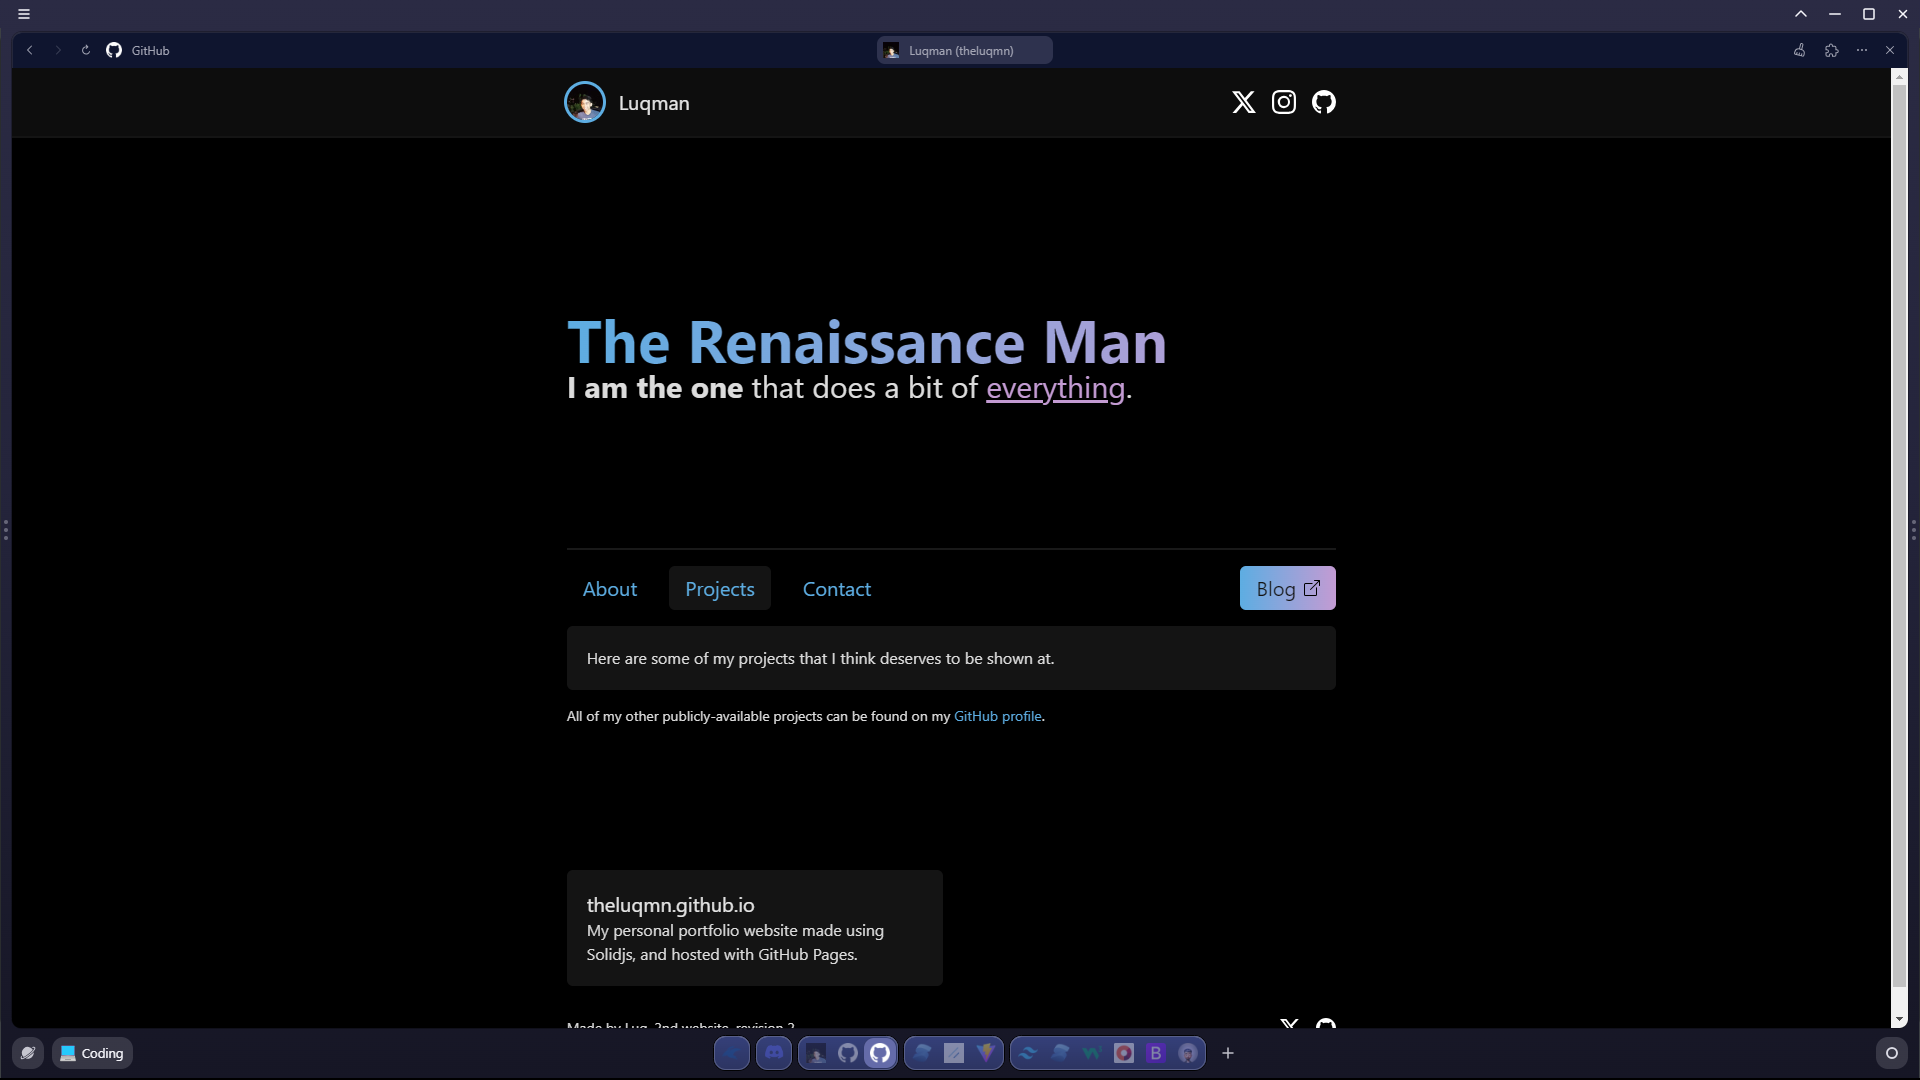 GitHub
Luqman (theluqmn)
Luqman
The Renaissance Man
I am the one that does a bit of everything.
About Projects Contact Blog
Here are some of my projects that I think deserves to be shown at.
All of my other publicly-available projects can be found on my GitHub profile.
theluqmn.github.io
My personal portfolio website made using
Solidjs, and hosted with GitHub Pages.
Made by Luq. 2nd website, revision 2
Coding
B